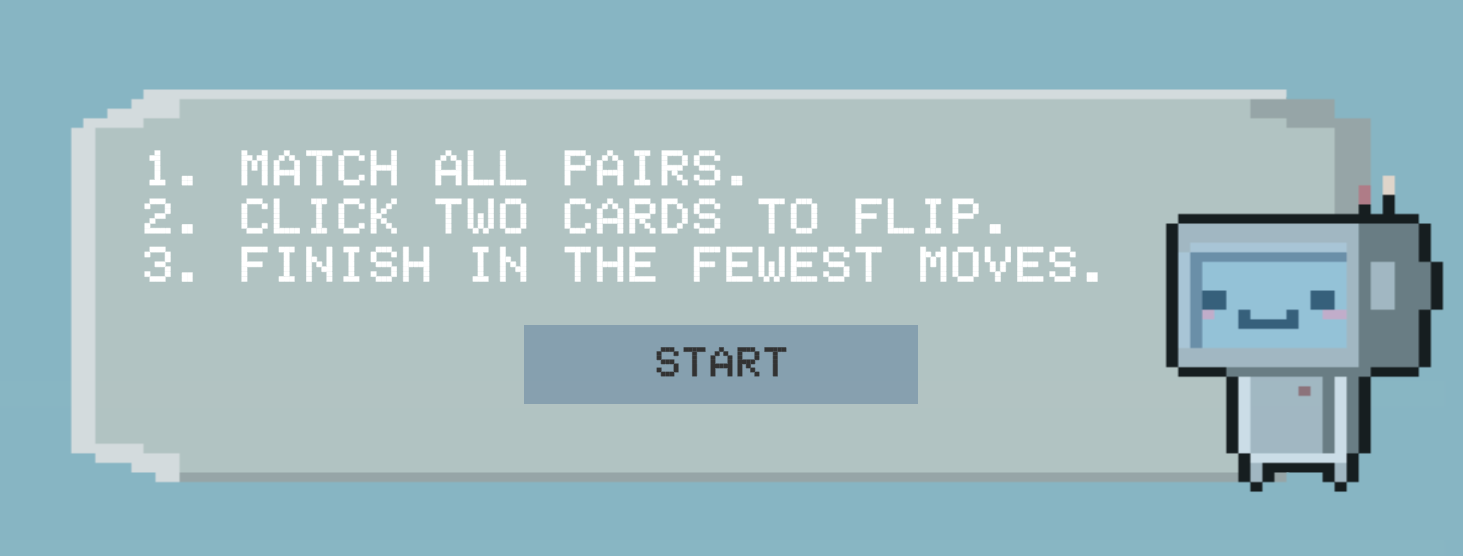 1. MATCH ALL PAIRS.
2. CLICK TWO CARDS TO FLIP.
3. FINISH IN THE FEWEST MOVES.
START